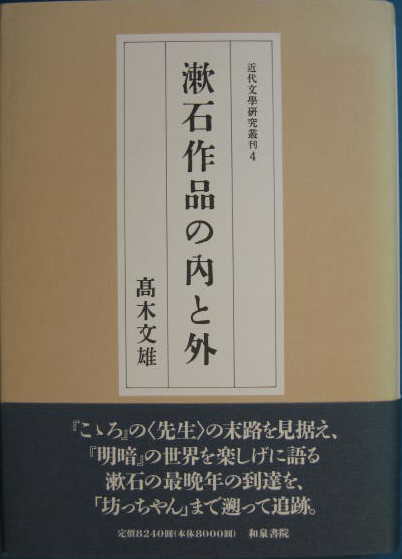 近代文學研究叢刊4
漱石作品の內と外
髙木文雄
『こゝろ』の〈先生〉の末路を見据え、
『明暗』の世界を楽しげに語る
漱石の最晩年の到達を、
「坊っちゃん」まで遡って追跡。
定價8240圓(本体8000圓) 和泉書院